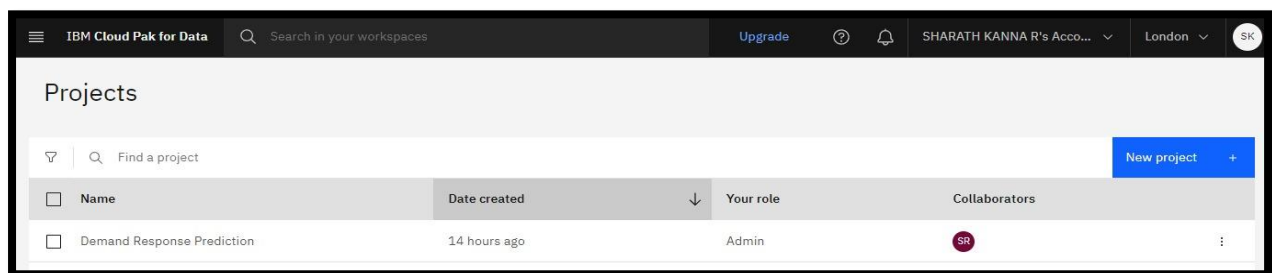 IBM Cloud Pak for Data Search in your workspaces Upgrade SHARATH KANNA R's Acco... London SK
Projects
Find a project New project +
Name Date created Your role Collaborators
Demand Response Prediction 14 hours ago Admin SR